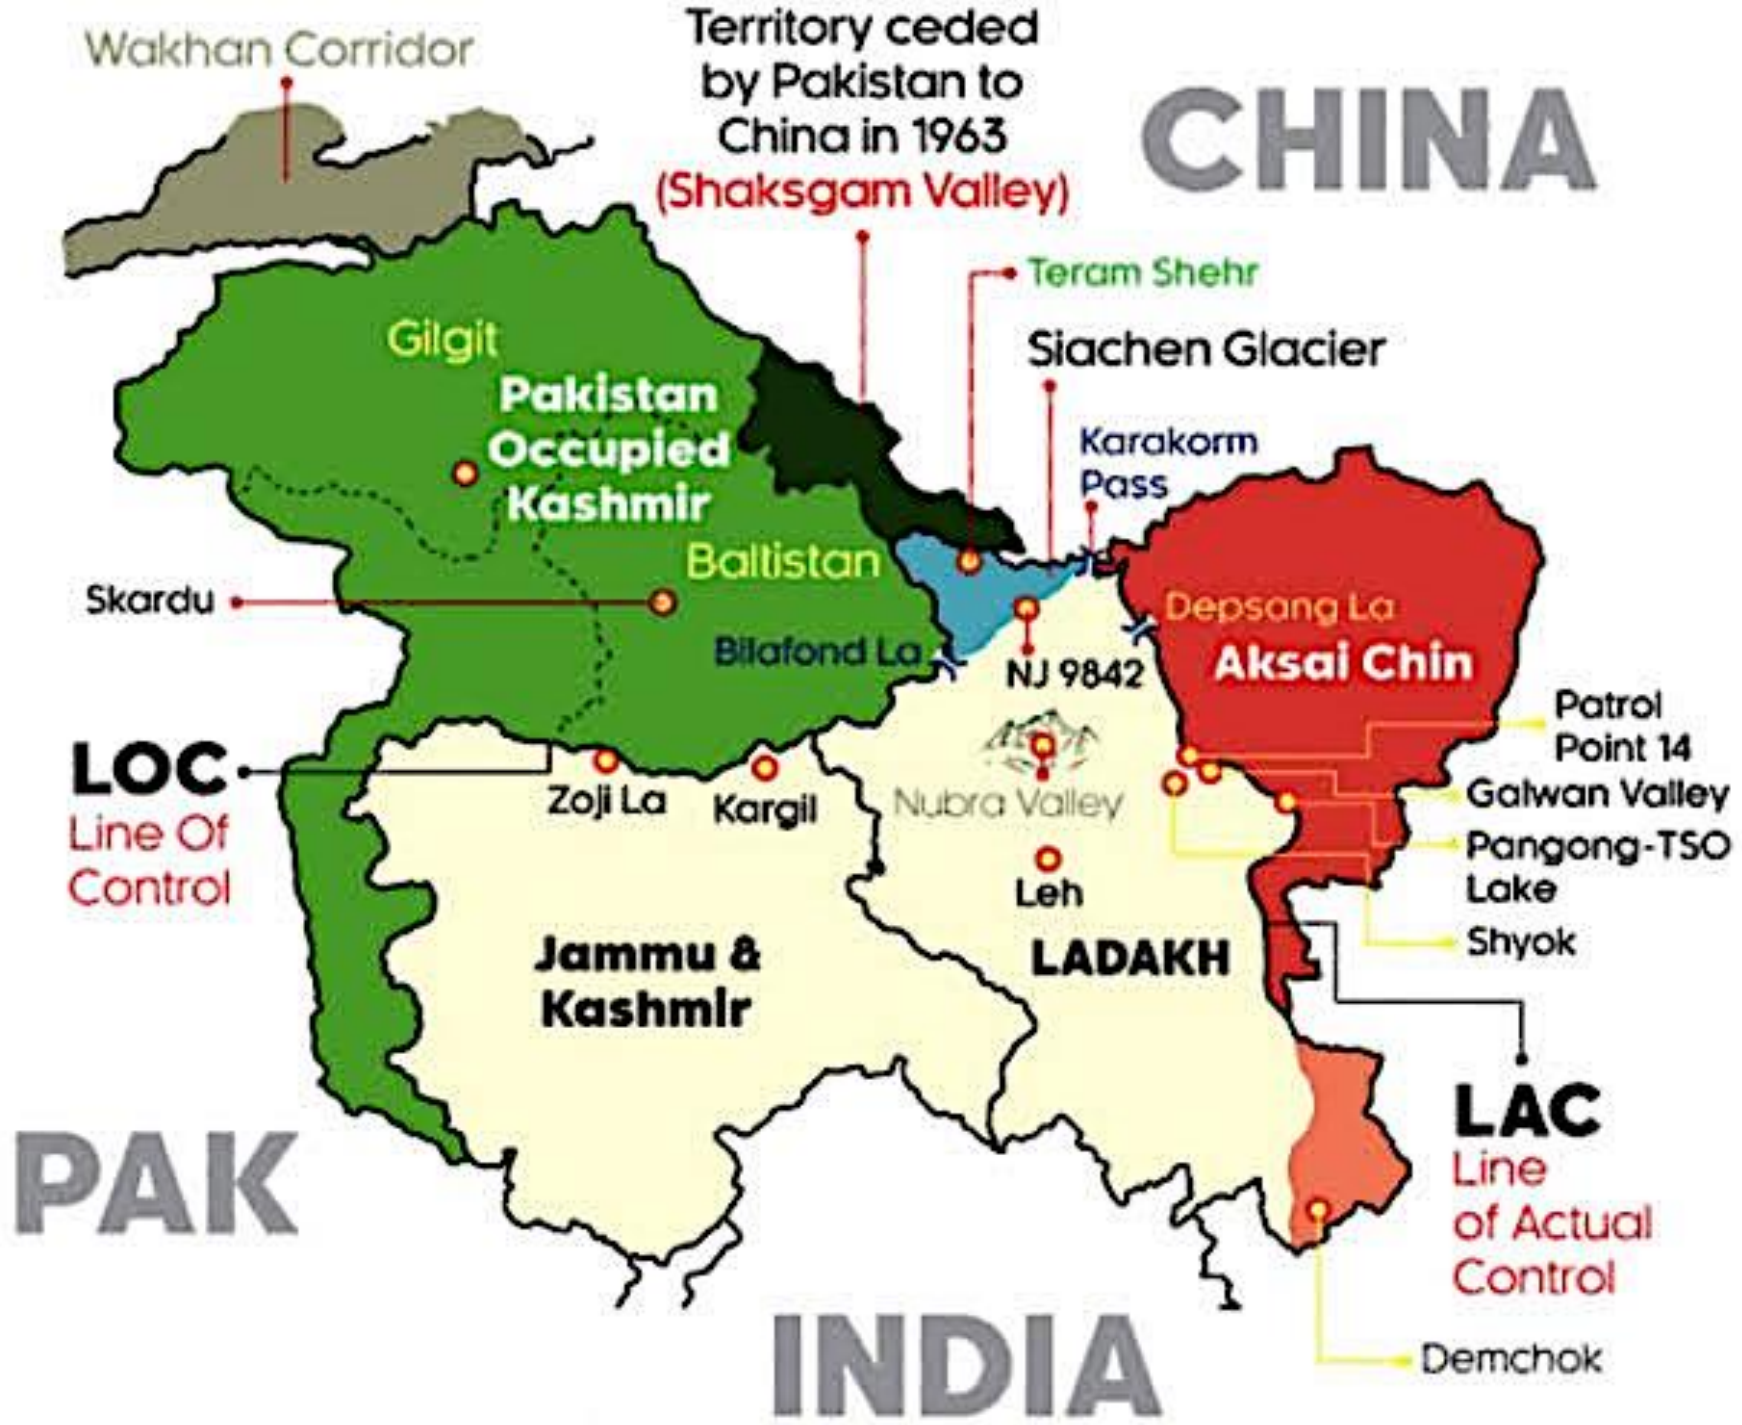 Wakhan Corridor
Territory ceded
by Pakistan to
China in 1963
(Shaksgam Valley)
CHINA
Teram Shehr
Siachen Glacier
Karakorm
Pass
Gilgit
Pakistan
Occupied
Kashmir
Baltistan
Skardu
Bilafond La
NJ 9842
Depsang La
Aksai Chin
Patrol
Point 14
Galwan Valley
Pangong-TSO
Lake
Shyok
LOC
Line Of
Control
Zoji La
Kargil
Nubra Valley
Leh
Jammu &
Kashmir
LADAKH
LAC
Line
of Actual
Control
PAK
INDIA
Demchok